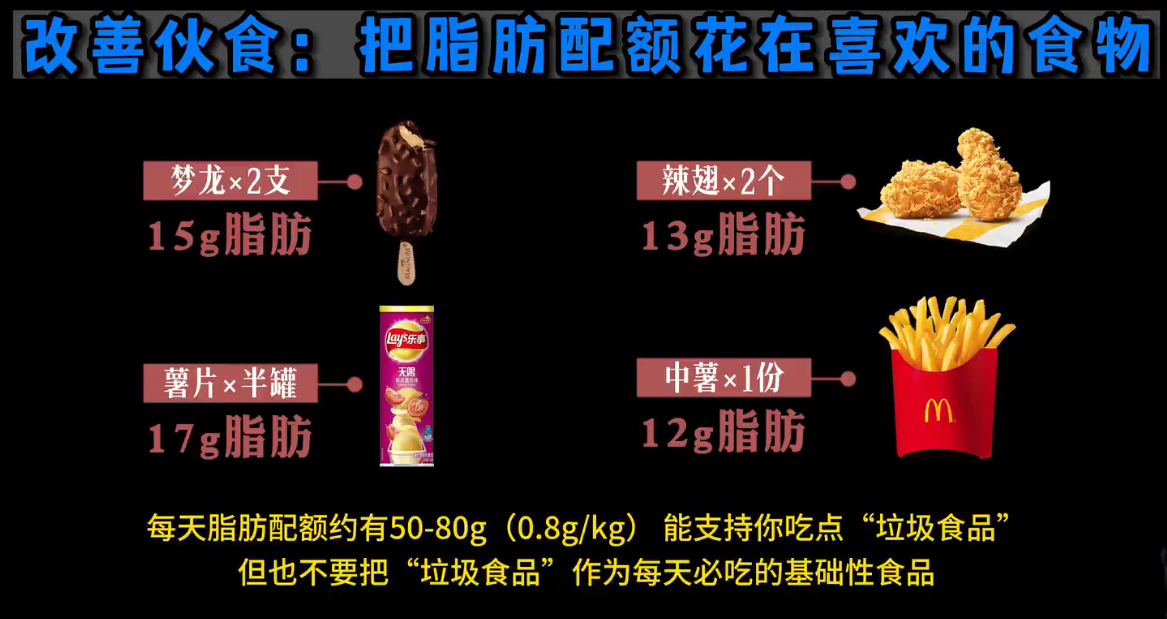 改善伙食：把脂肪配额花在喜欢的食物
梦龙×2支
15g脂肪
辣翅×2个
13g脂肪
薯片×半罐
17g脂肪
Lay's乐事
无限
中薯×1份
12g脂肪
每天脂肪配额约有50-80g（0.8g/kg） 能支持你吃点“垃圾食品”
但也不要把“垃圾食品”作为每天必吃的基础性食品